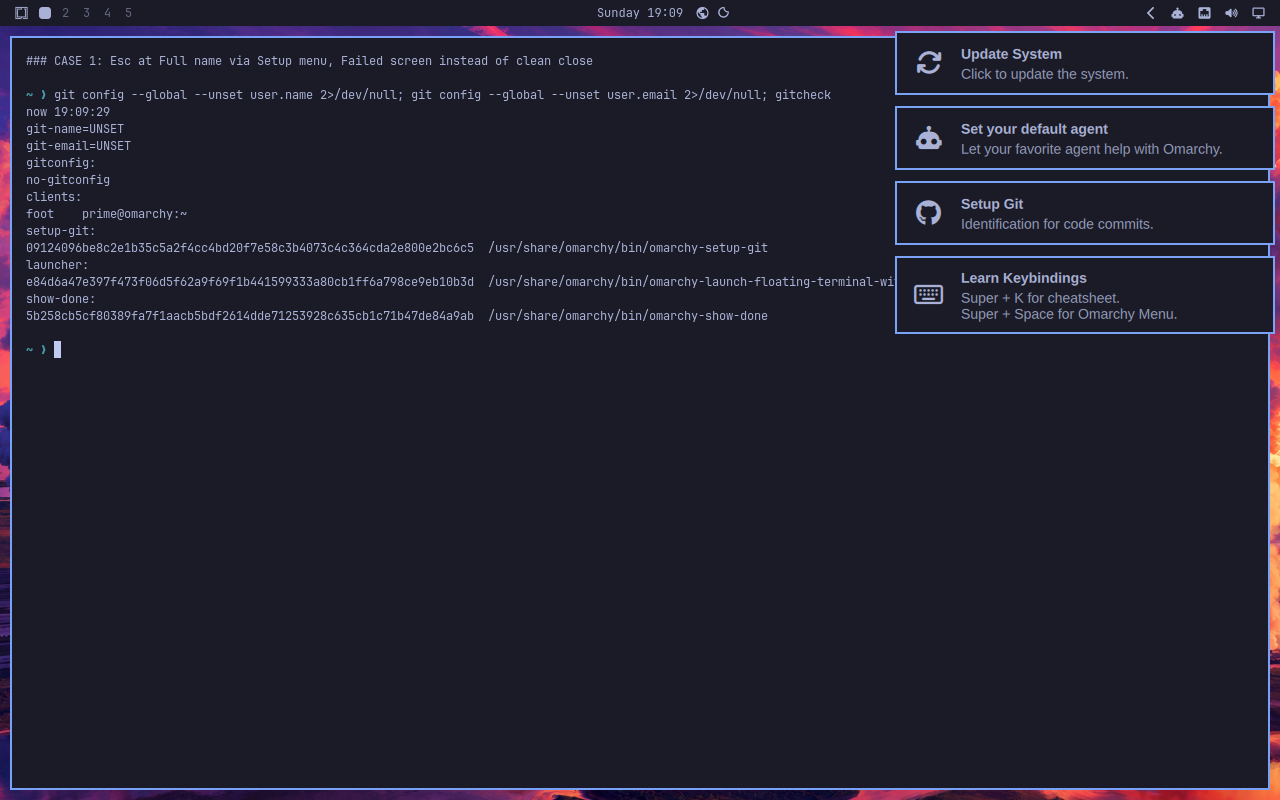 2 3 4 5
Sunday 19:09
### CASE 1: Esc at Full name via Setup menu, Failed screen instead of clean close
~ ❯ git config --global --unset user.name 2>/dev/null; git config --global --unset user.email 2>/dev/null; gitcheck
now 19:09:29
git-name=UNSET
git-email=UNSET
gitconfig:
no-gitconfig
clients:
foot    prime@omarchy:~
setup-git:
09124096be8c2e1b35c5a2f4cc4bd20f7e58c3b4073c4c364cda2e800e2bc6c5  /usr/share/omarchy/bin/omarchy-setup-git
launcher:
e84d6a47e397f473f06d5f62a9f69f1b441599333a80cb1ff6a798ce9eb10b3d  /usr/share/omarchy/bin/omarchy-launch-floating-terminal-wi
show-done:
5b258cb5cf80389fa7f1aacb5bdf2614dde71253928c635cb1c71b47de84a9ab  /usr/share/omarchy/bin/omarchy-show-done
~ ❯
Update System
Click to update the system.
Set your default agent
Let your favorite agent help with Omarchy.
Setup Git
Identification for code commits.
Learn Keybindings
Super + K for cheatsheet.
Super + Space for Omarchy Menu.